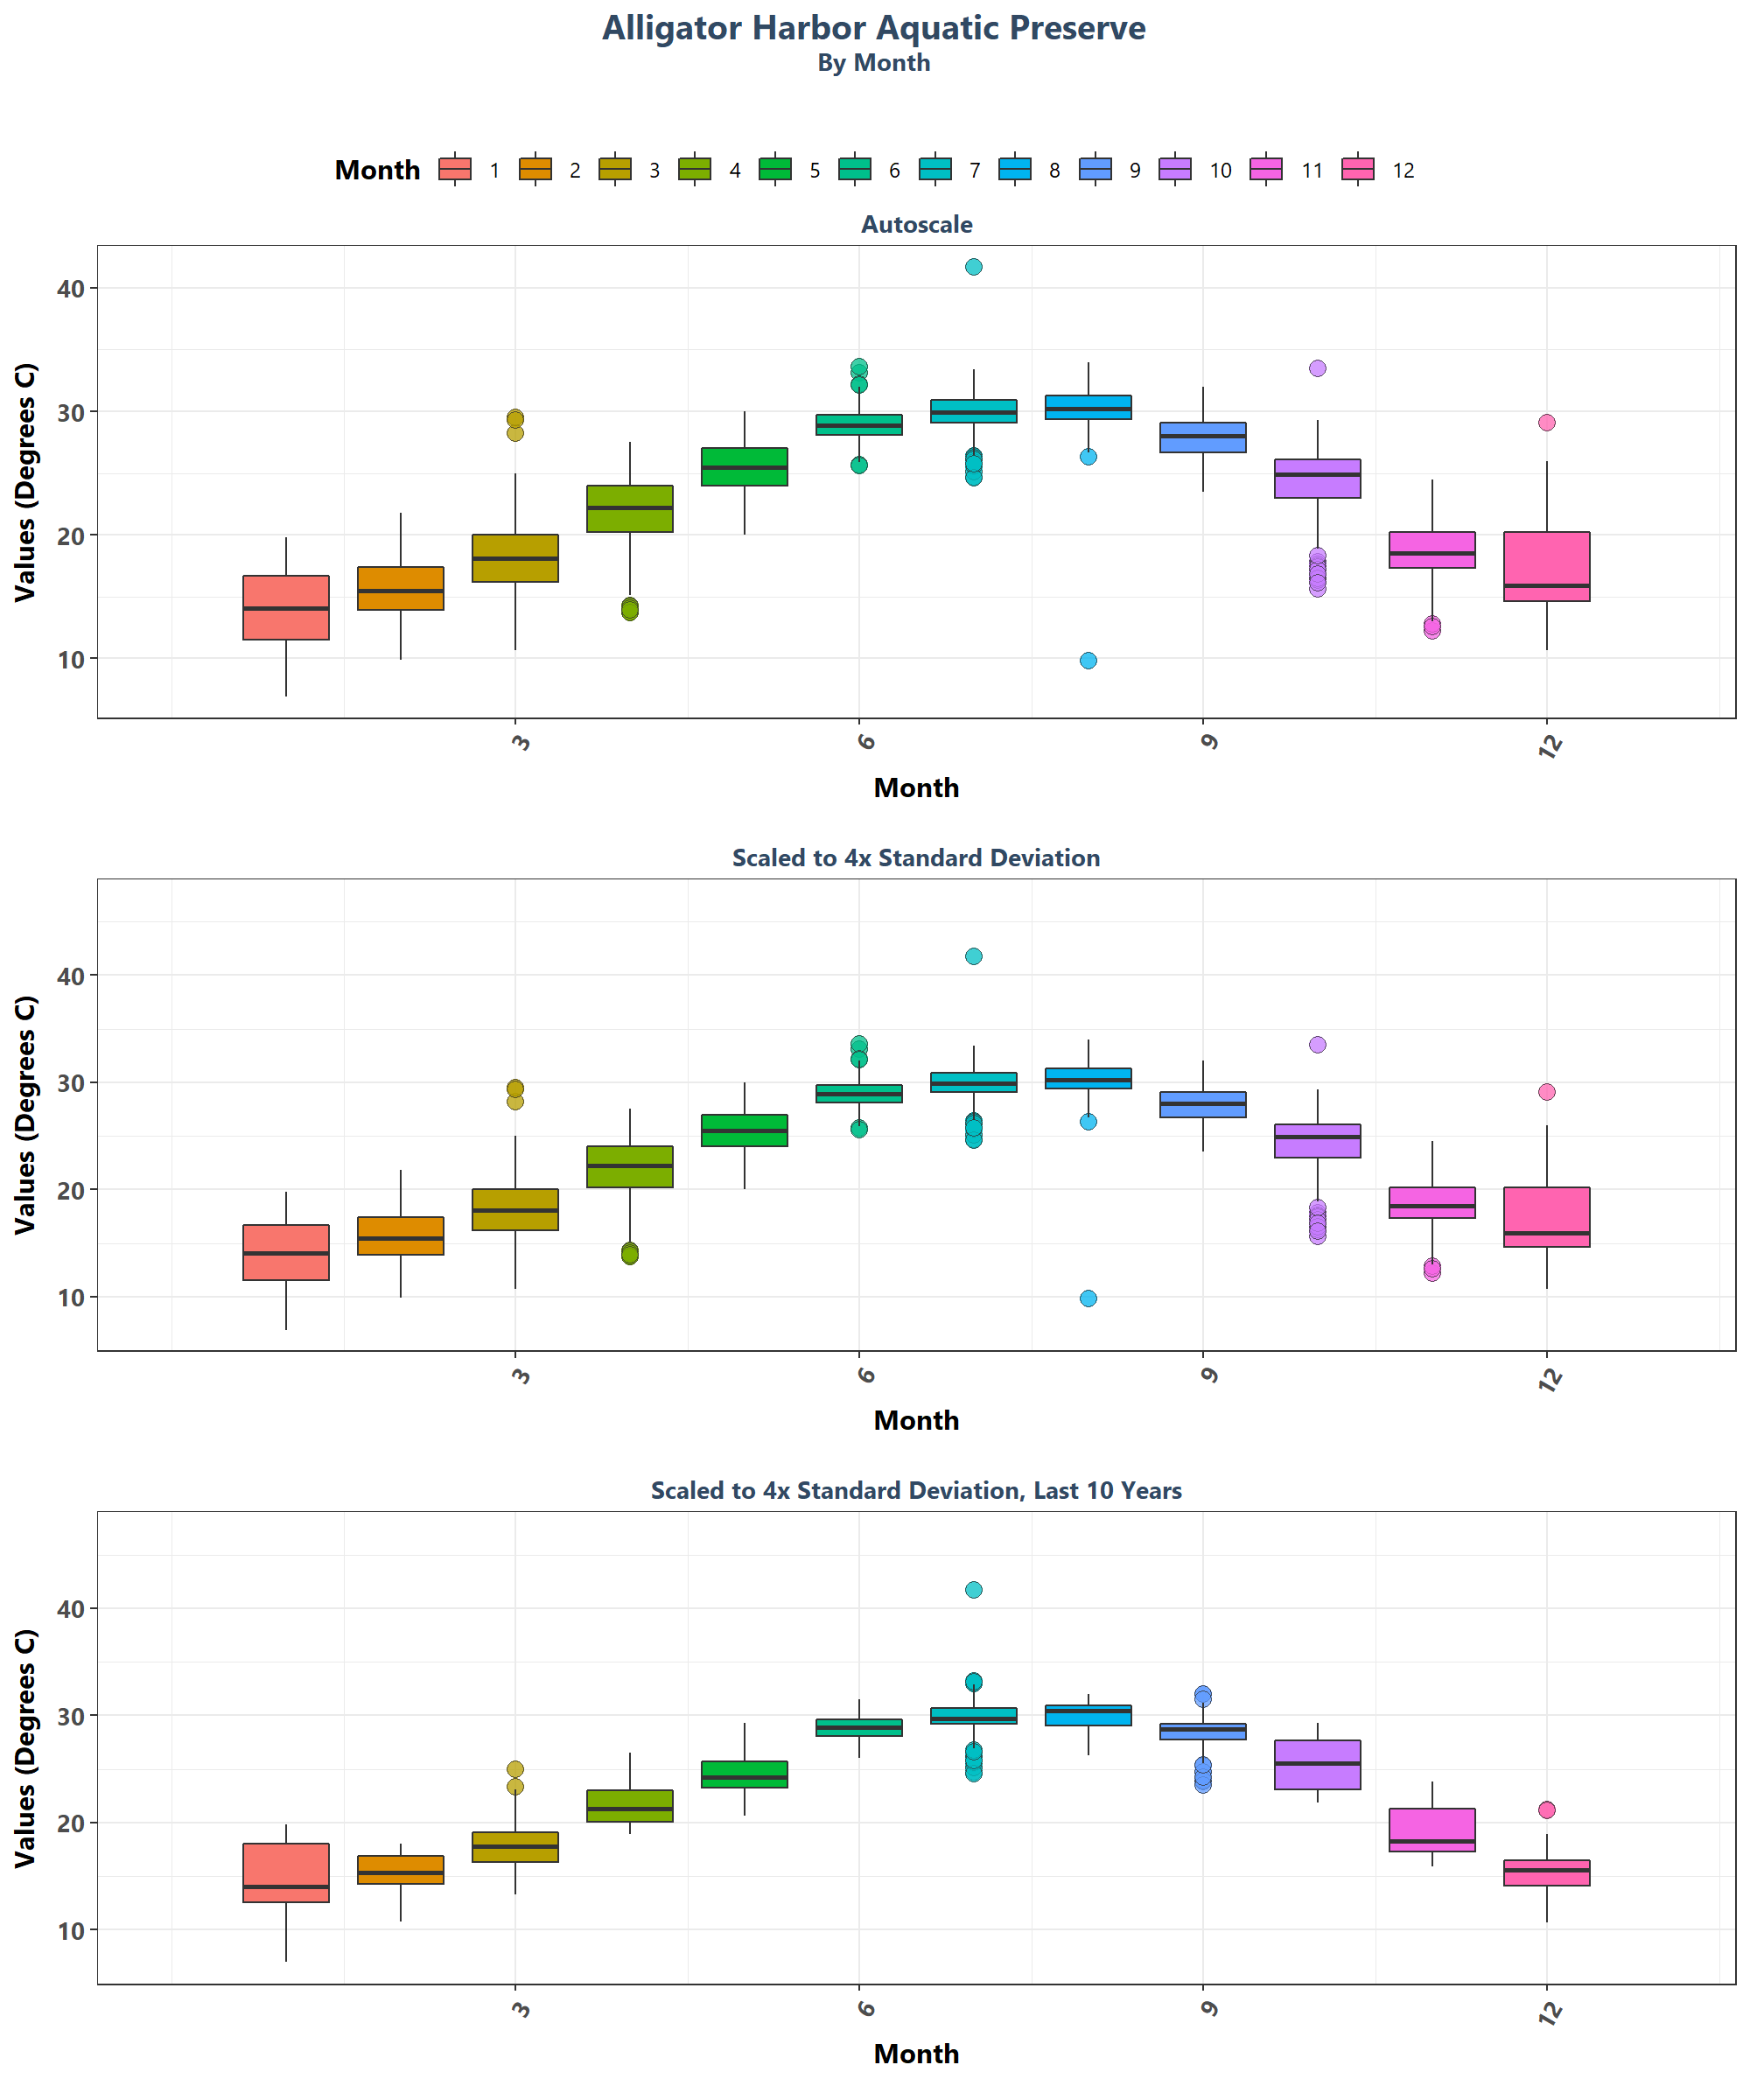 Alligator Harbor Aquatic Preserve
By Month
Month 1 2 3 4 5 6 7 8 9 10 11 12
Autoscale
Values (Degrees C)
40
30
20
10
3 6 9 12
Month
Scaled to 4x Standard Deviation
Values (Degrees C)
40
30
20
10
3 6 9 12
Month
Scaled to 4x Standard Deviation, Last 10 Years
Values (Degrees C)
40
30
20
10
3 6 9 12
Month